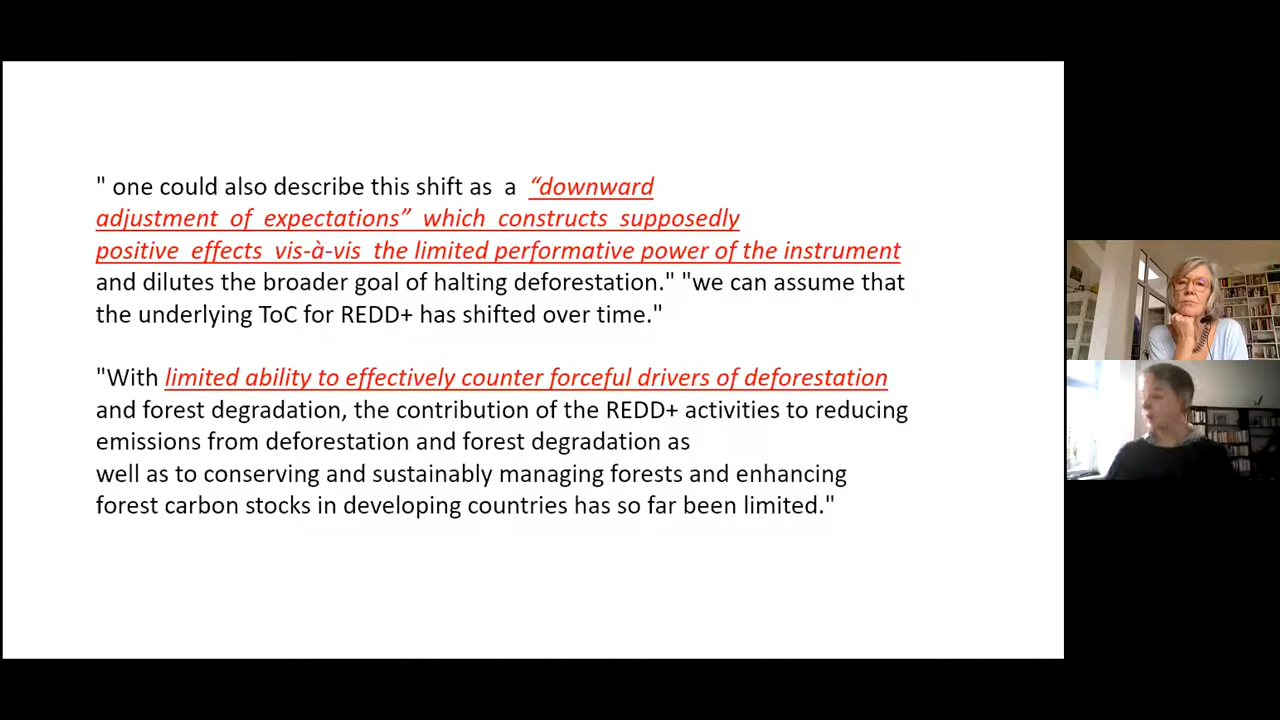 " one could also describe this shift as a “downward
adjustment of expectations” which constructs supposedly
positive effects vis-à-vis the limited performative power of the instrument
and dilutes the broader goal of halting deforestation." "we can assume that
the underlying ToC for REDD+ has shifted over time."
"With limited ability to effectively counter forceful drivers of deforestation
and forest degradation, the contribution of the REDD+ activities to reducing
emissions from deforestation and forest degradation as
well as to conserving and sustainably managing forests and enhancing
forest carbon stocks in developing countries has so far been limited."